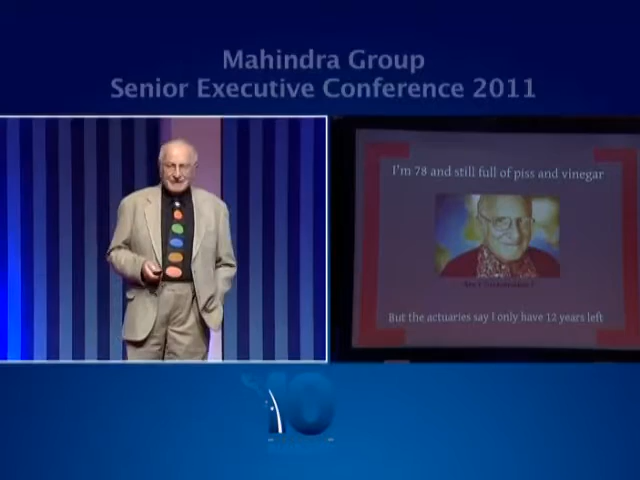 Mahindra Group
Senior Executive Conference 2011
I'm 78 and still full of piss and vinegar
But the actuaries say I only have 12 years left
10